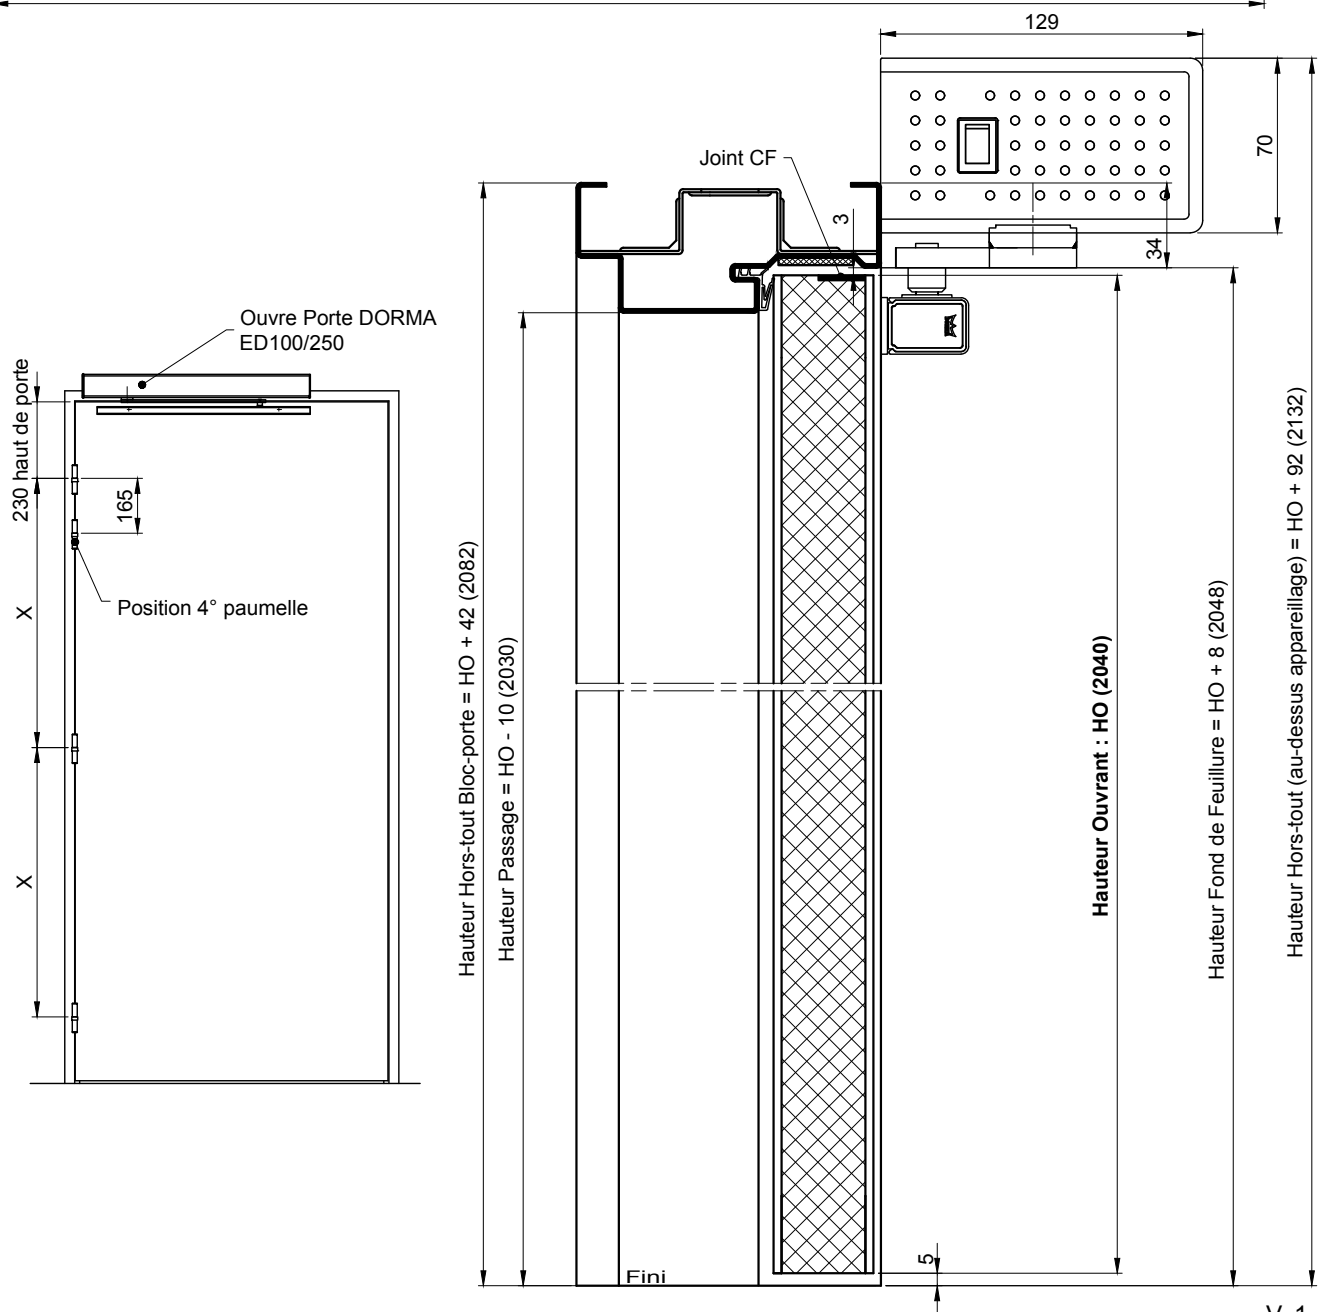 129
70
Joint CF
3
34
Ouvre Porte DORMA
ED100/250
230 haut de porte
165
X
Position 4° paumelle
X
Hauteur Hors-tout Bloc-porte = HO + 42 (2082)
Hauteur Passage = HO - 10 (2030)
Hauteur Ouvrant : HO (2040)
Hauteur Fond de Feuillure = HO + 8 (2048)
Hauteur Hors-tout (au-dessus appareillage) = HO + 92 (2132)
5
Fini
V 1